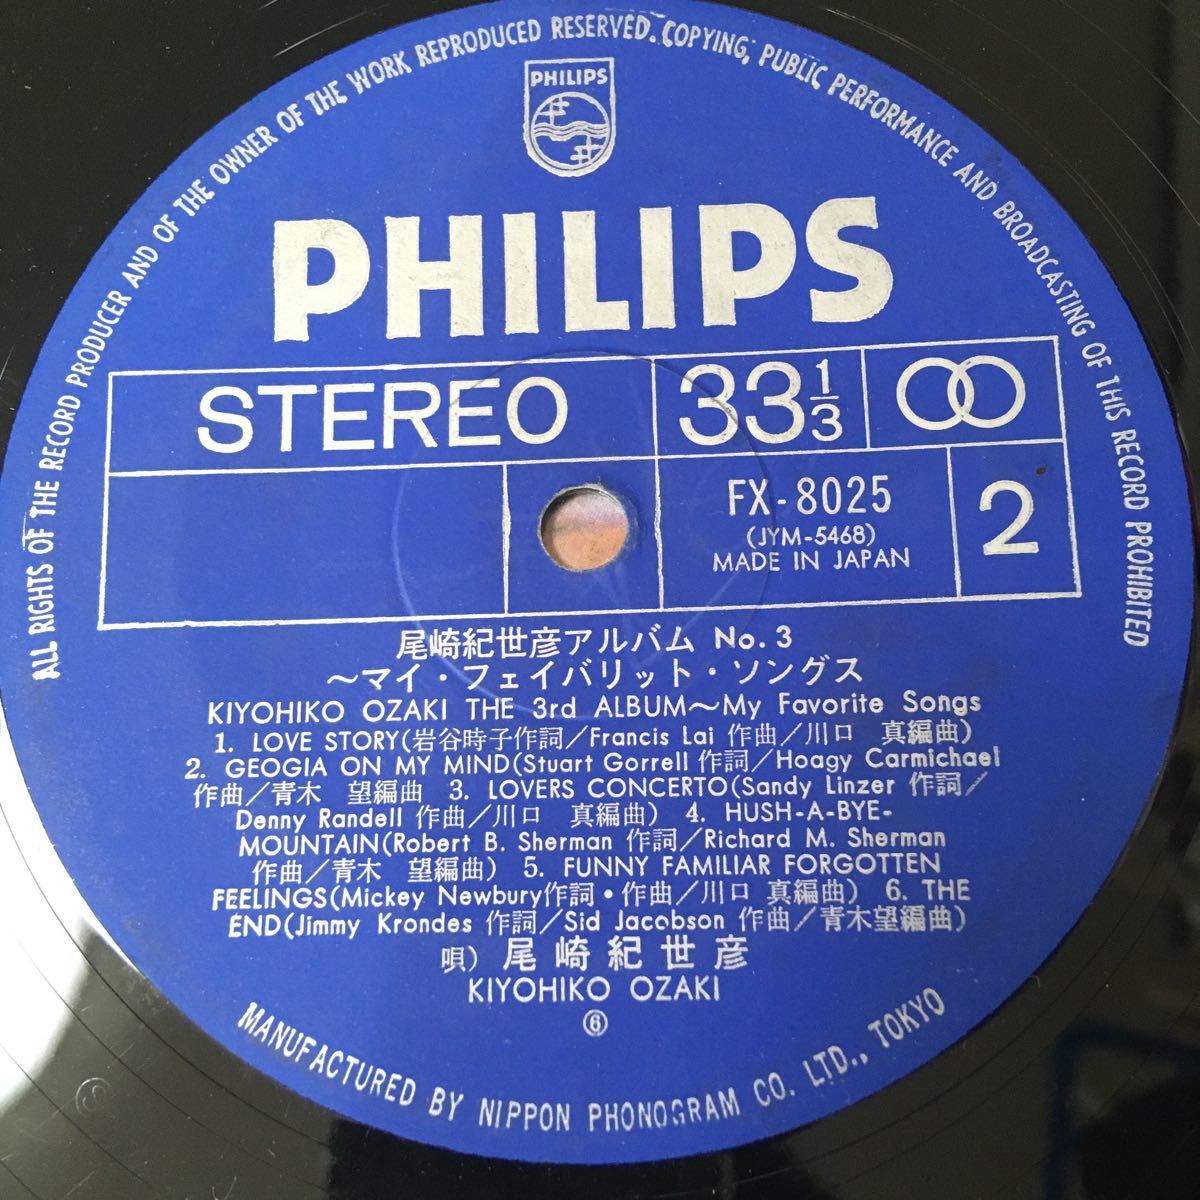 ALL RIGHTS OF THE RECORD PRODUCER AND OF THE OWNER OF THE WORK REPRODUCED RESERVED. COPYING, PUBLIC PERFORMANCE AND BROADCASTING OF THIS RECORD PROHIBITED
PHILIPS
PHILIPS
STEREO 33 1/3
FX-8025
(JYM-5468)
MADE IN JAPAN
2
尾崎紀世彦アルバム No.3
～マイ・フェイバリット・ソングス
KIYOHIKO OZAKI THE 3rd ALBUM～My Favorite Songs
1. LOVE STORY(岩谷時子作詞／Francis Lai 作曲／川口 真編曲)
2. GEOGIA ON MY MIND(Stuart Gorrell 作詞／Hoagy Carmichael
作曲／青木 望編曲 3. LOVERS CONCERTO(Sandy Linzer 作詞／
Denny Randell 作曲／川口 真編曲) 4. HUSH-A-BYE-
MOUNTAIN(Robert B. Sherman 作詞／Richard M. Sherman
作曲／青木 望編曲) 5. FUNNY FAMILIAR FORGOTTEN
FEELINGS(Mickey Newbury作詞・作曲／川口 真編曲) 6. THE
END(Jimmy Krondes 作詞／Sid Jacobson 作曲／青木望編曲)
唄) 尾崎紀世彦
KIYOHIKO OZAKI
⑥
MANUFACTURED BY NIPPON PHONOGRAM CO. LTD., TOKYO